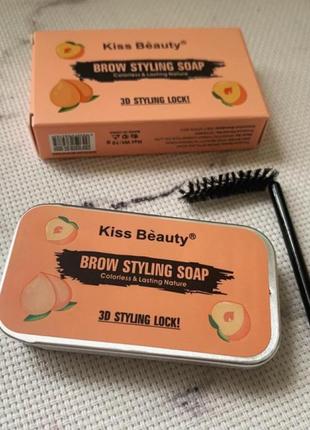 Kiss Beauty®
BROW STYLING SOAP
Colorless & Lasting Nature
3D STYLING LOCK!
Kiss Bèauty®
BROW STYLING SOAP
Colorless & Lasting Nature
3D STYLING LOCK!